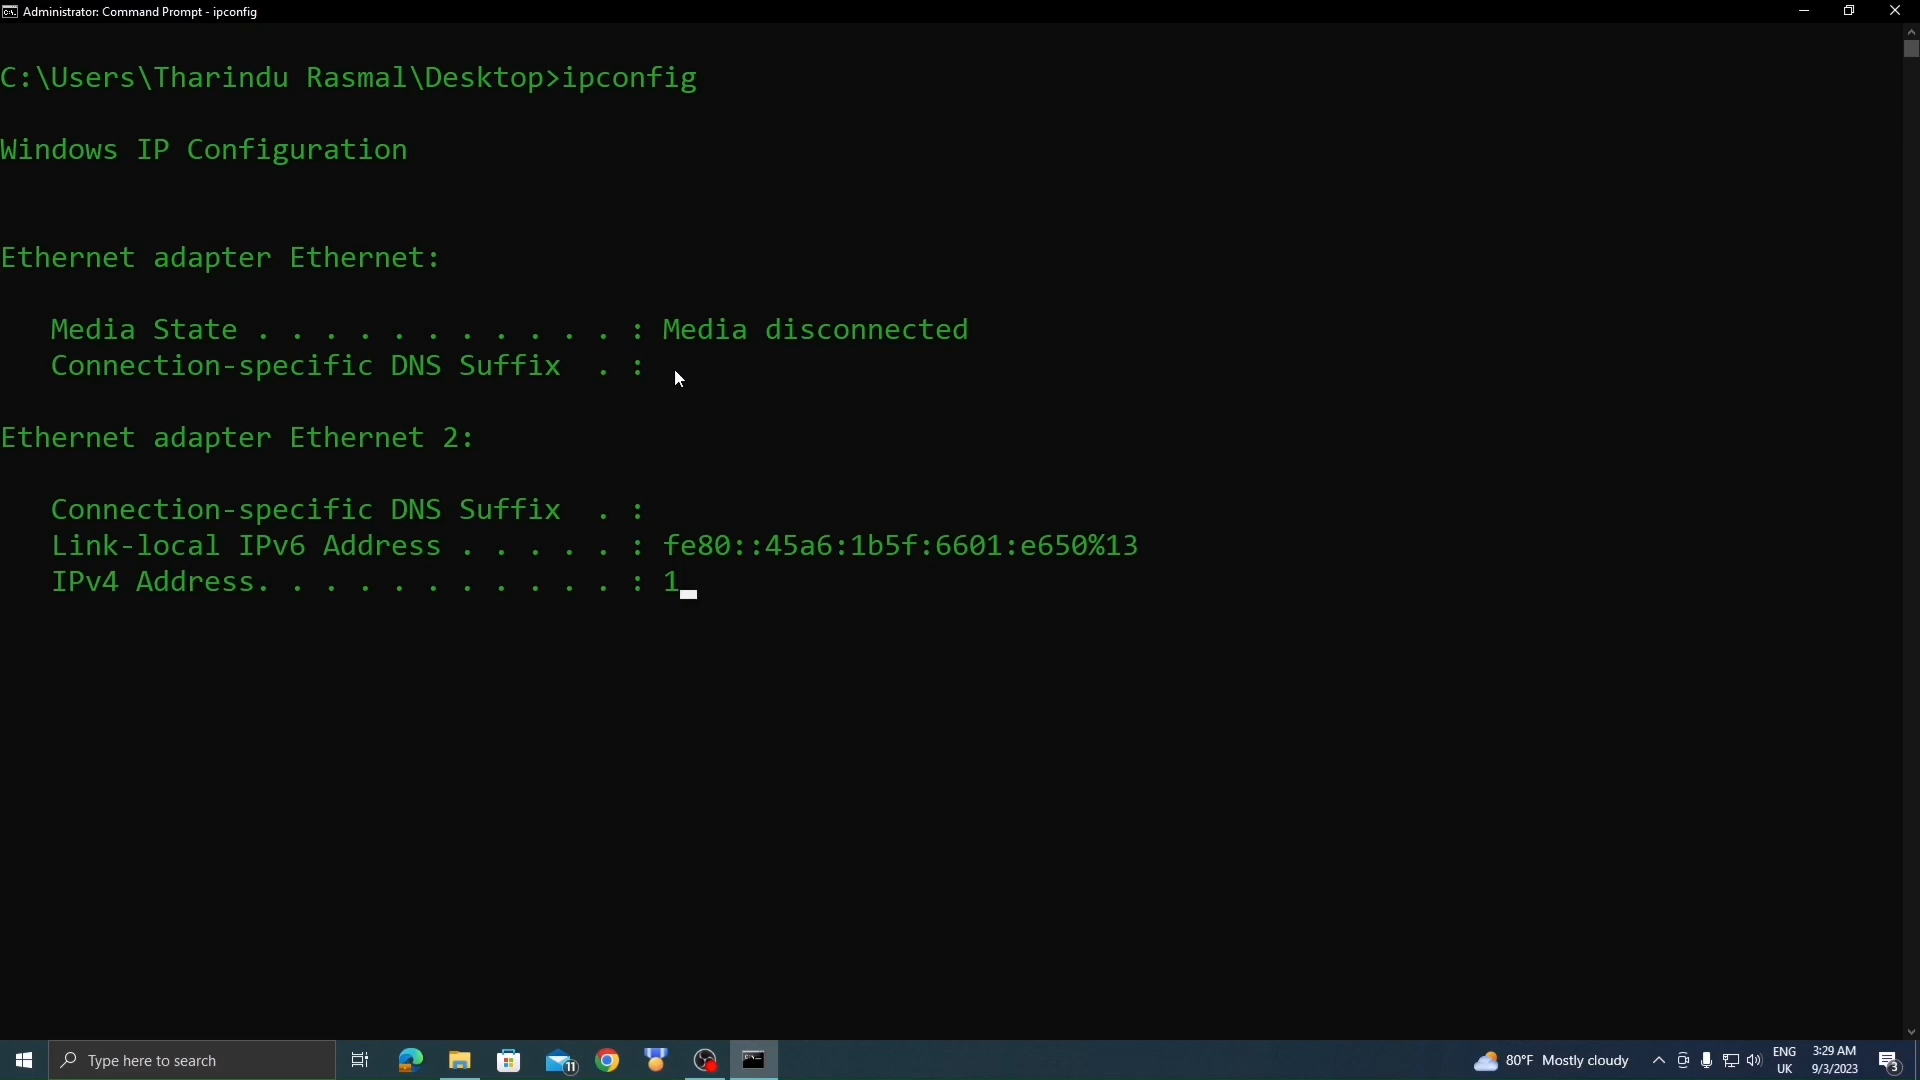 Administrator: Command Prompt - ipconfig
C:\Users\Tharindu Rasmal\Desktop>ipconfig
Windows IP Configuration
Ethernet adapter Ethernet:
Media State . . . . . . . . . . . : Media disconnected
Connection-specific DNS Suffix  . :
Ethernet adapter Ethernet 2:
Connection-specific DNS Suffix  . :
Link-local IPv6 Address . . . . . : fe80::45a6:1b5f:6601:e650%13
IPv4 Address. . . . . . . . . . . : 1
Type here to search
11
80°F Mostly cloudy
ENG
UK
3:29 AM
9/3/2023
3